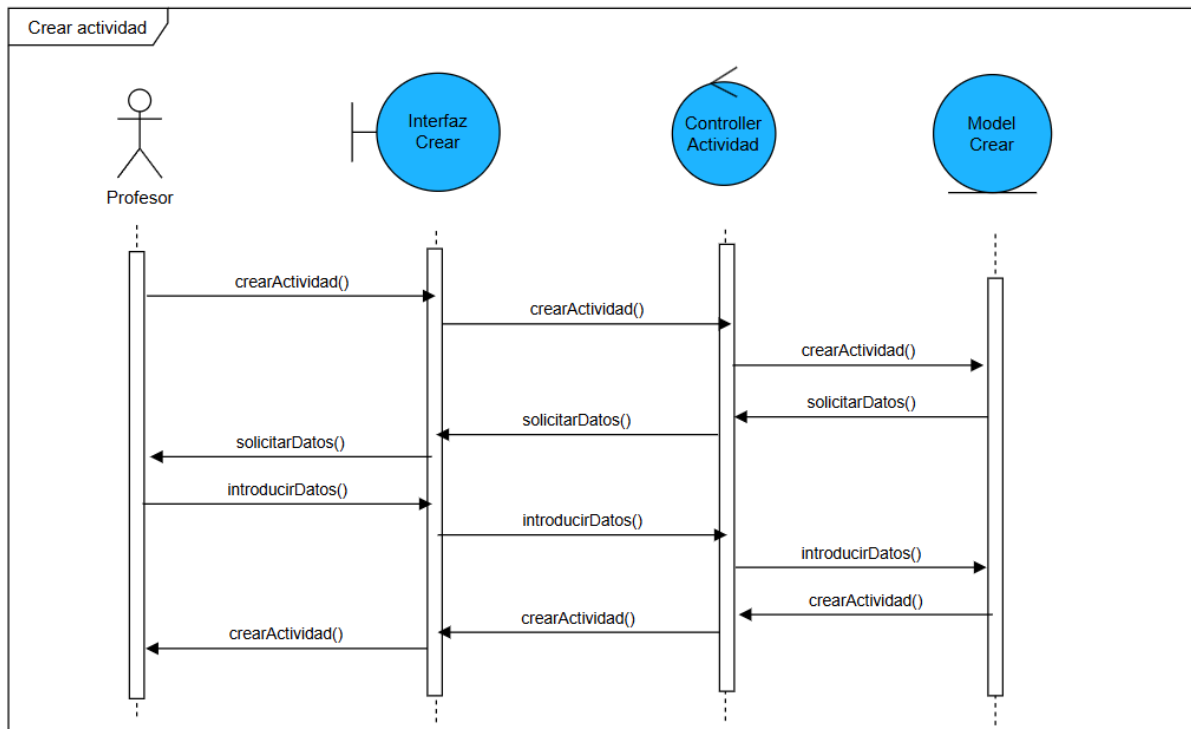 Crear actividad
Interfaz
Crear
Controller
Actividad
Model
Crear
Profesor
crearActividad()
crearActividad()
crearActividad()
solicitarDatos()
solicitarDatos()
solicitarDatos()
introducirDatos()
introducirDatos()
introducirDatos()
crearActividad()
crearActividad()
crearActividad()